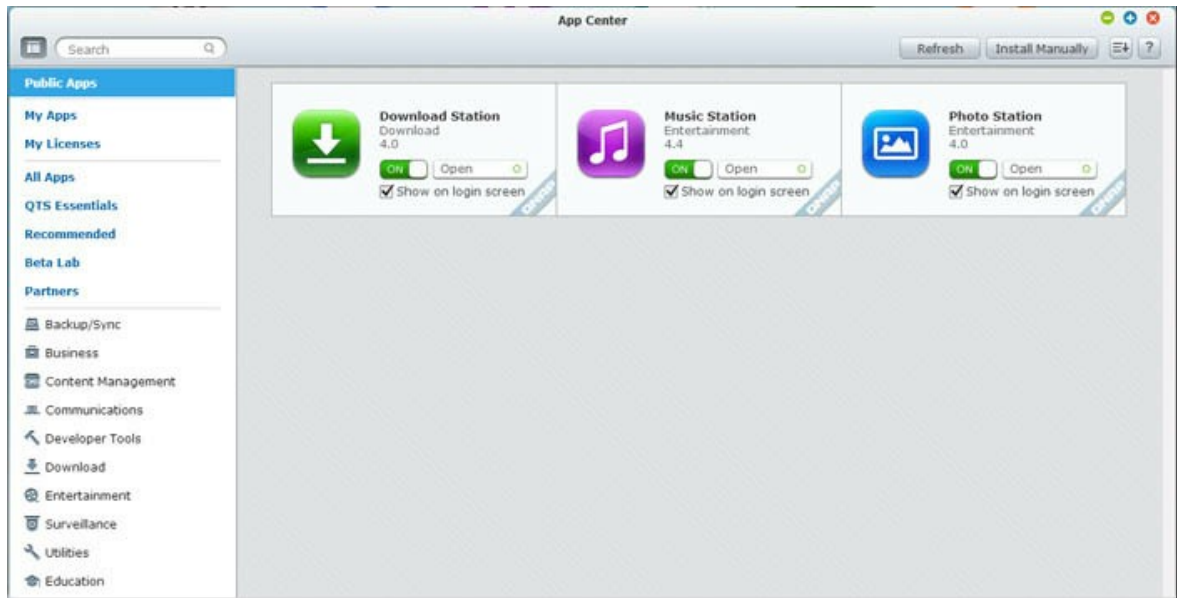 App Center
Search
Refresh
Install Manually
?
Public Apps
My Apps
My Licenses
All Apps
QTS Essentials
Recommended
Beta Lab
Partners
Backup/Sync
Business
Content Management
Communications
Developer Tools
Download
Entertainment
Surveillance
Utilities
Education
Download Station
Download
4.0
ON
Open
Show on login screen
QNAP
Music Station
Entertainment
4.4
ON
Open
Show on login screen
QNAP
Photo Station
Entertainment
4.0
ON
Open
Show on login screen
QNAP